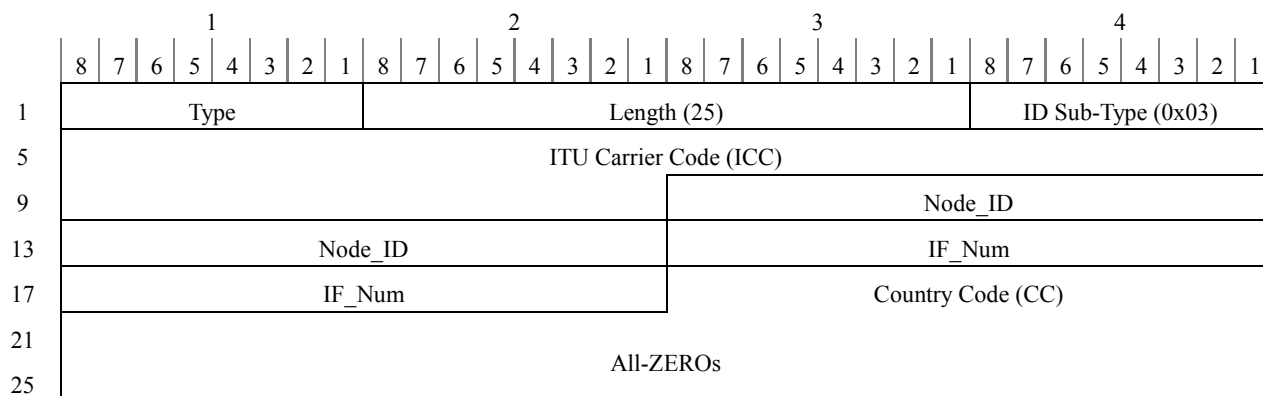 1 2 3 4
8 7 6 5 4 3 2 1 8 7 6 5 4 3 2 1 8 7 6 5 4 3 2 1 8 7 6 5 4 3 2 1
1 Type Length (25) ID Sub-Type (0x03)
5 ITU Carrier Code (ICC)
9 Node_ID
13 Node_ID IF_Num
17 IF_Num Country Code (CC)
21
All-ZEROs
25